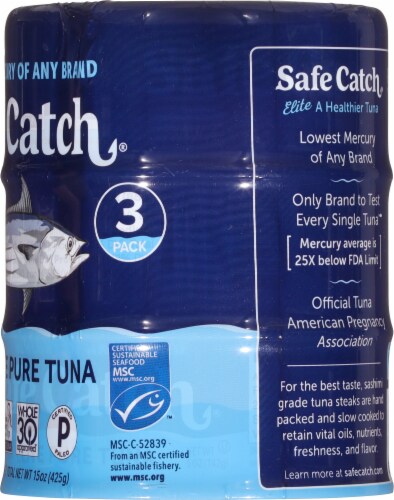 RY OF ANY BRAND
Catch®
3
PACK
PURE TUNA
WHOLE
30
APPROVED
CERTIFIED
P
PALEO
NET WT 15oz (425g)
CERTIFIED
SUSTAINABLE
SEAFOOD
MSC
www.msc.org
MSC-C-52839
From an MSC certified
sustainable fishery.
www.msc.org
Safe Catch
Elite A Healthier Tuna
Lowest Mercury
of Any Brand
Only Brand to Test
Every Single Tuna™
Mercury average is
25X below FDA Limit
Official Tuna
American Pregnancy
Association
For the best taste, sashimi
grade tuna steaks are hand
packed and slow cooked to
retain vital oils, nutrients,
freshness, and flavor.
Learn more at safecatch.com